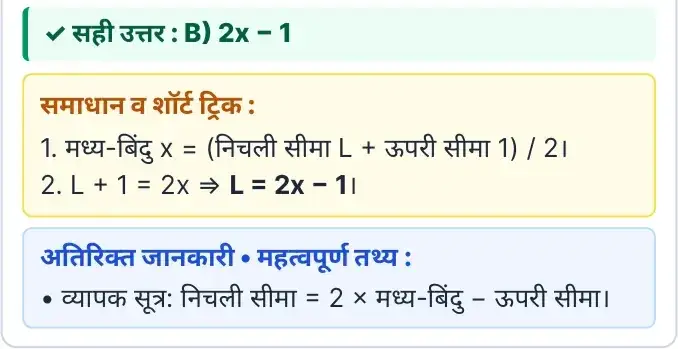 ✓ सही उत्तर : B) 2x − 1
समाधान व शॉर्ट ट्रिक :
1. मध्य-बिंदु x = (निचली सीमा L + ऊपरी सीमा 1) / 2।
2. L + 1 = 2x ⇒ L = 2x − 1।
अतिरिक्त जानकारी • महत्वपूर्ण तथ्य :
• व्यापक सूत्र: निचली सीमा = 2 × मध्य-बिंदु − ऊपरी सीमा।